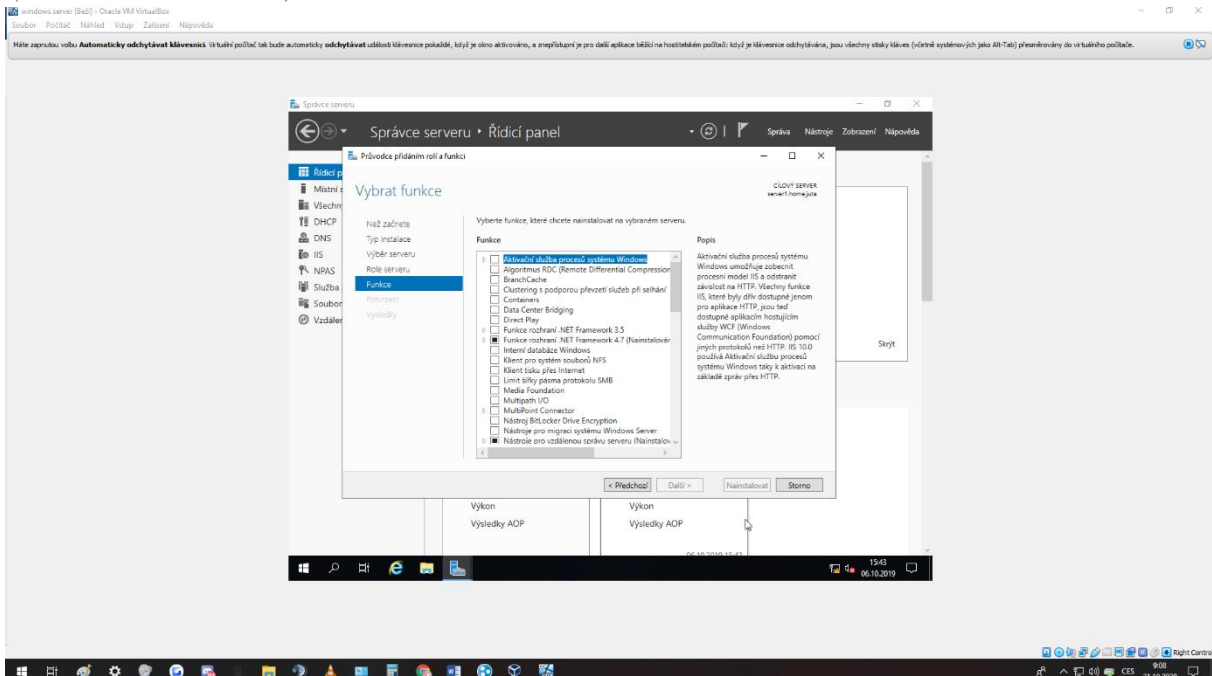 windows server [Běží] - Oracle VM VirtualBox
Soubor Počítač Náhled Vstup Zařízení Nápověda
Máte zapnutou volbu Automaticky odchytávat klávesnici. Virtuální počítač tak bude automaticky odchytávat události klávesnice pokaždé, když je okno aktivováno, a znepřístupní je pro další aplikace běžící na hostitelském počítači: když je klávesnice odchytávána, jsou všechny stisky kláves (včetně systémových jako Alt-Tab) přesměrovány do virtuálního počítače.
Správce serveru
Správce serveru • Řídicí panel
Správa Nástroje Zobrazení Nápověda
Řídicí p
Místní s
Všechn
DHCP
DNS
IIS
NPAS
Služba
Soubor
Vzdálen
Průvodce přidáním rolí a funkcí
Vybrat funkce
CÍLOVÝ SERVER
server1.home.juta
Než začnete
Typ instalace
Výběr serveru
Role serveru
Funkce
Potvrzení
Výsledky
Vyberte funkce, které chcete nainstalovat na vybraném serveru.
Funkce
Aktivační služba procesů systému Windows
Algoritmus RDC (Remote Differential Compression
BranchCache
Clustering s podporou převzetí služeb při selhání
Containers
Data Center Bridging
Direct Play
Funkce rozhraní .NET Framework 3.5
Funkce rozhraní .NET Framework 4.7 (Nainstalován
Interní databáze Windows
Klient pro systém souborů NFS
Klient tisku přes Internet
Limit šířky pásma protokolu SMB
Media Foundation
Multipath I/O
MultiPoint Connector
Nástroj BitLocker Drive Encryption
Nástroje pro migraci systému Windows Server
Nástroje pro vzdálenou správu serveru (Nainstalov
Popis
Aktivační služba procesů systému
Windows umožňuje zobecnit
procesní model IIS a odstranit
závislost na HTTP. Všechny funkce
IIS, které byly dřív dostupné jenom
pro aplikace HTTP, jsou teď
dostupné aplikacím hostujícím
služby WCF (Windows
Communication Foundation) pomocí
jiných protokolů než HTTP. IIS 10.0
používá Aktivační službu procesů
systému Windows taky k aktivaci na
základě zpráv přes HTTP.
Skrýt
< Předchozí Další > Nainstalovat Storno
Výkon Výkon
Výsledky AOP Výsledky AOP
06.10.2019 15:43
15:43
06.10.2019
Right Contro
CES 9:08